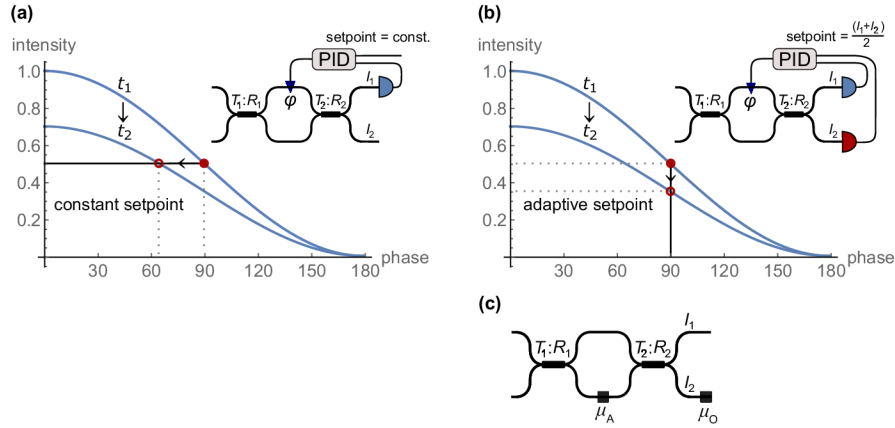 (a)
intensity
setpoint = const.
PID
1.0
0.8
0.6
0.4
0.2
t₁
t₂
T₁:R₁
φ
T₂:R₂
I₁
I₂
constant setpoint
30
60
90
120
150
180
phase
(b)
intensity
setpoint = (I₁+I₂)/2
PID
1.0
0.8
0.6
0.4
0.2
t₁
t₂
T₁:R₁
φ
T₂:R₂
I₁
I₂
adaptive setpoint
30
60
90
120
150
180
phase
(c)
T₁:R₁
T₂:R₂
I₁
I₂
μ_A
μ_O